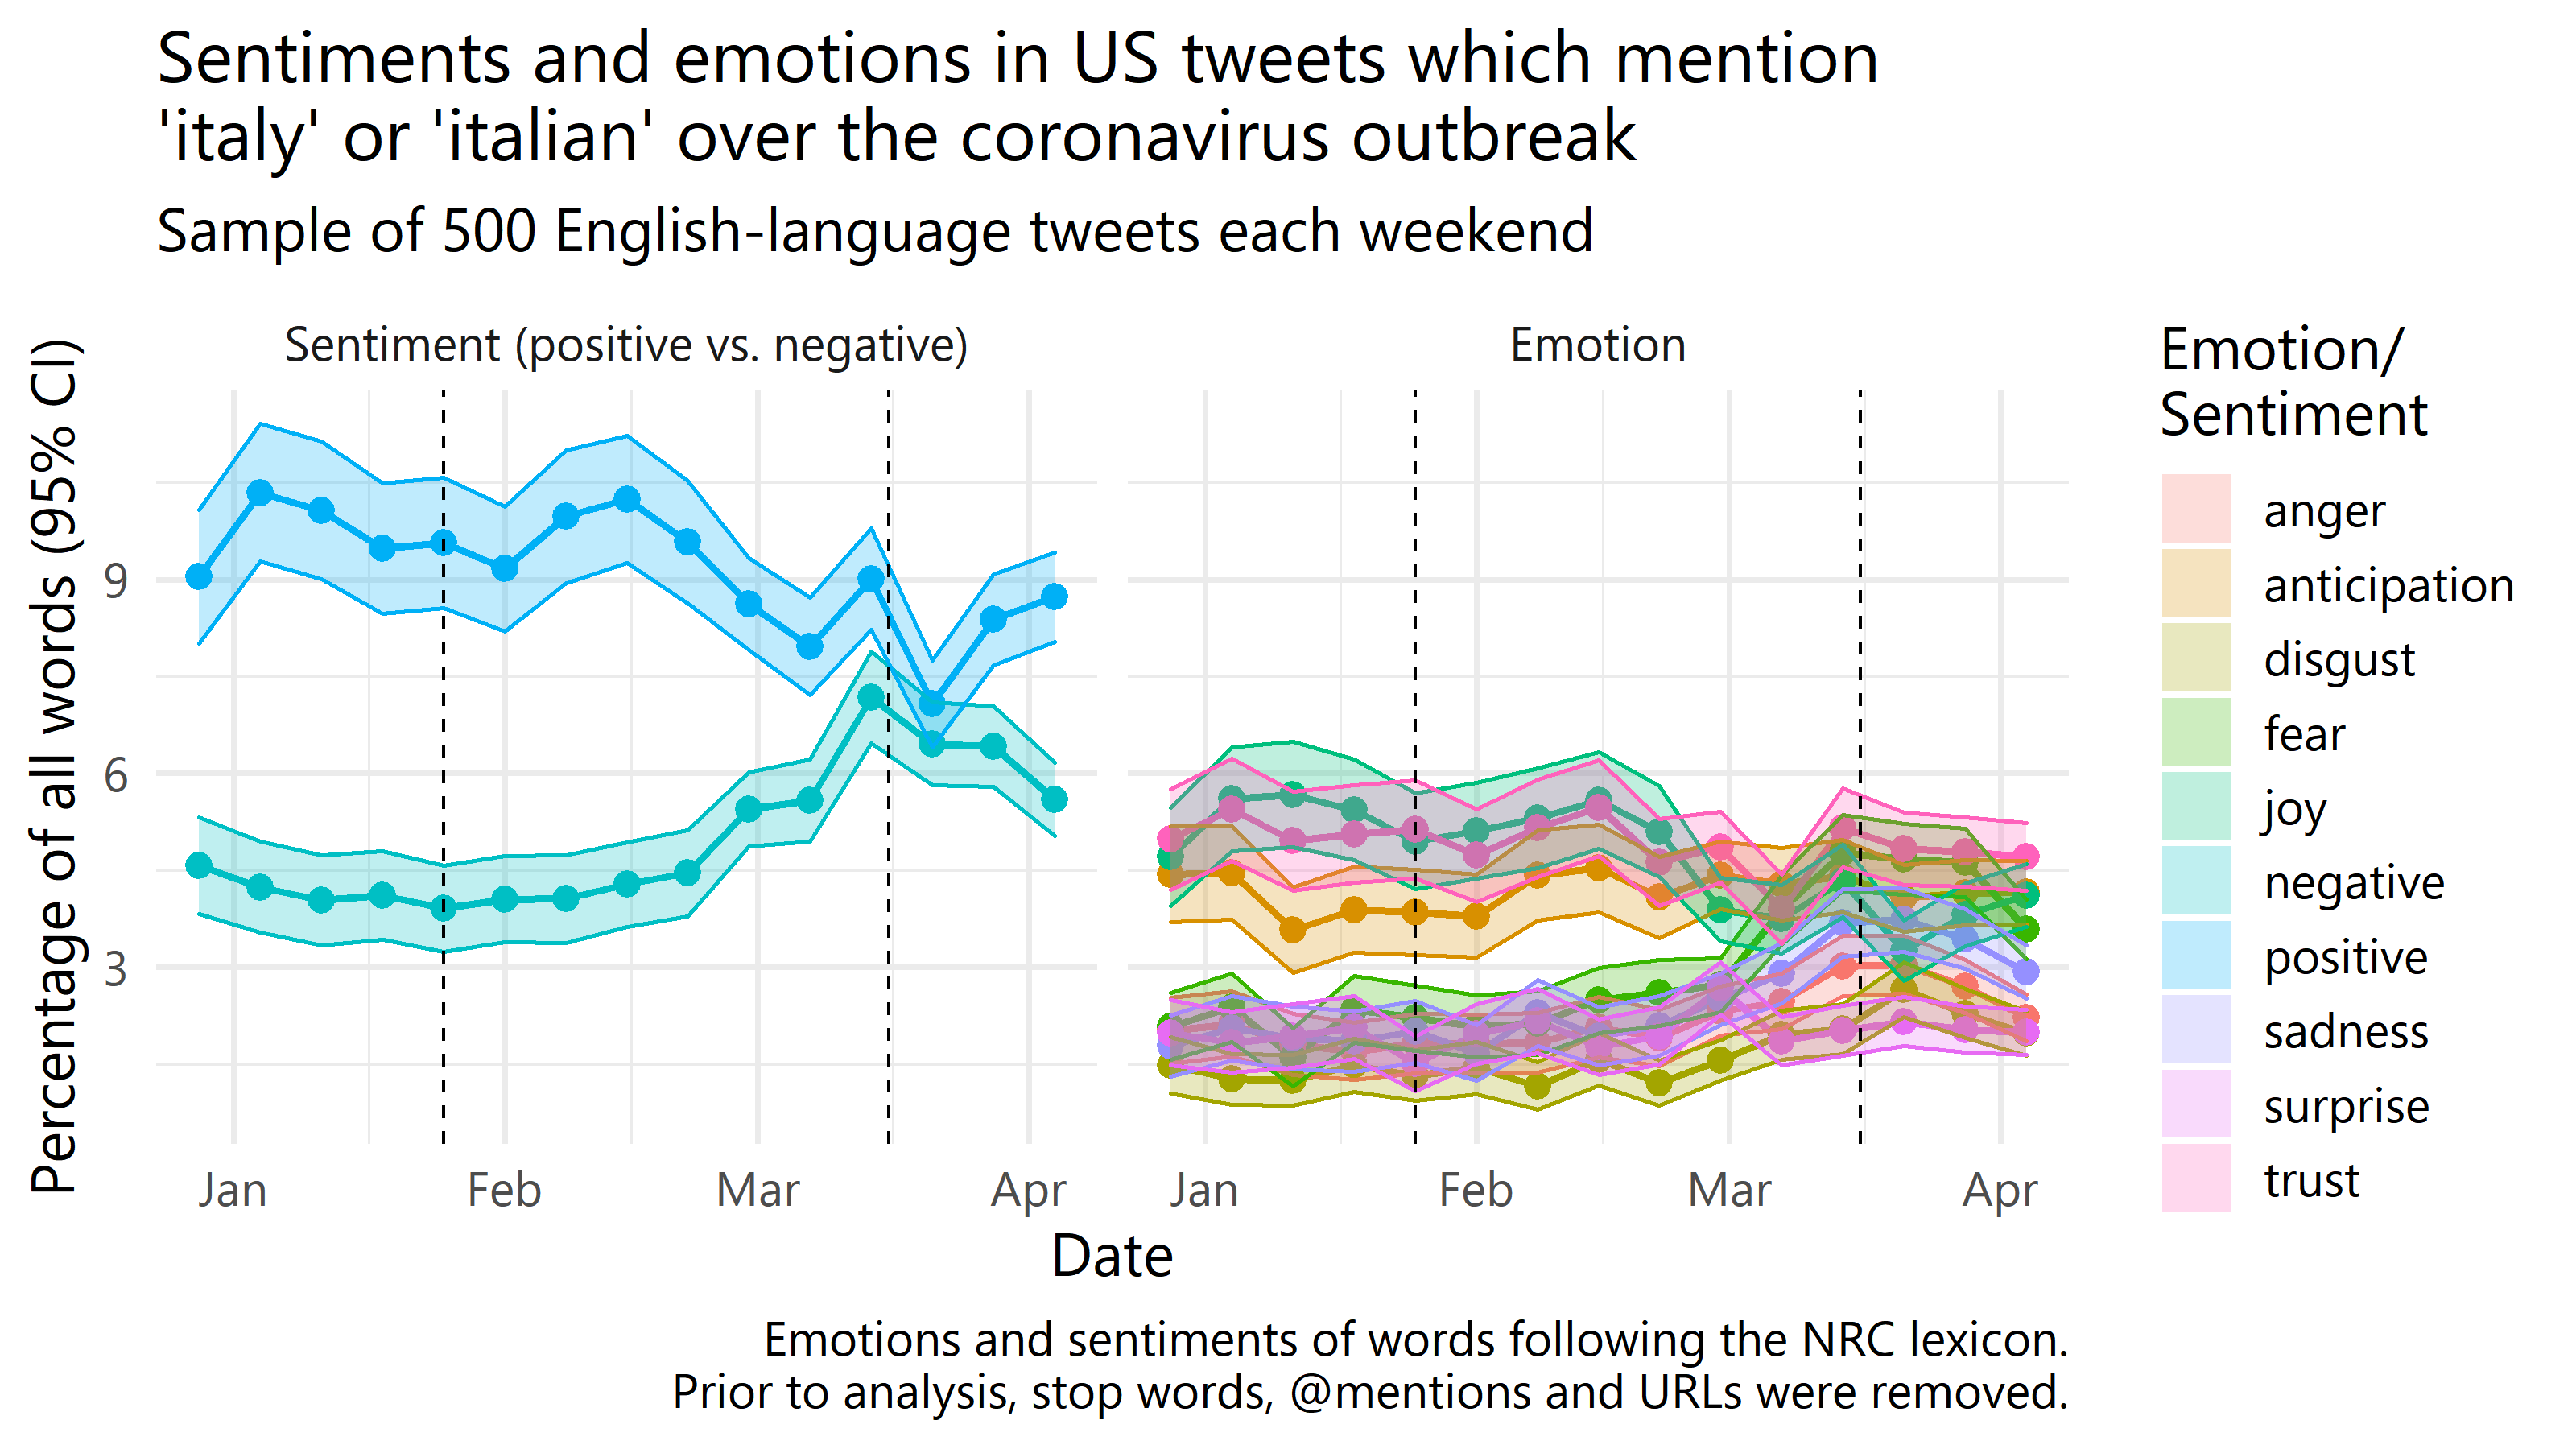 Sentiments and emotions in US tweets which mention
'italy' or 'italian' over the coronavirus outbreak
Sample of 500 English-language tweets each weekend
Percentage of all words (95% CI)
Sentiment (positive vs. negative)
Emotion
9
6
3
Jan
Feb
Mar
Apr
Jan
Feb
Mar
Apr
Date
Emotion/
Sentiment
anger
anticipation
disgust
fear
joy
negative
positive
sadness
surprise
trust
Emotions and sentiments of words following the NRC lexicon.
Prior to analysis, stop words, @mentions and URLs were removed.